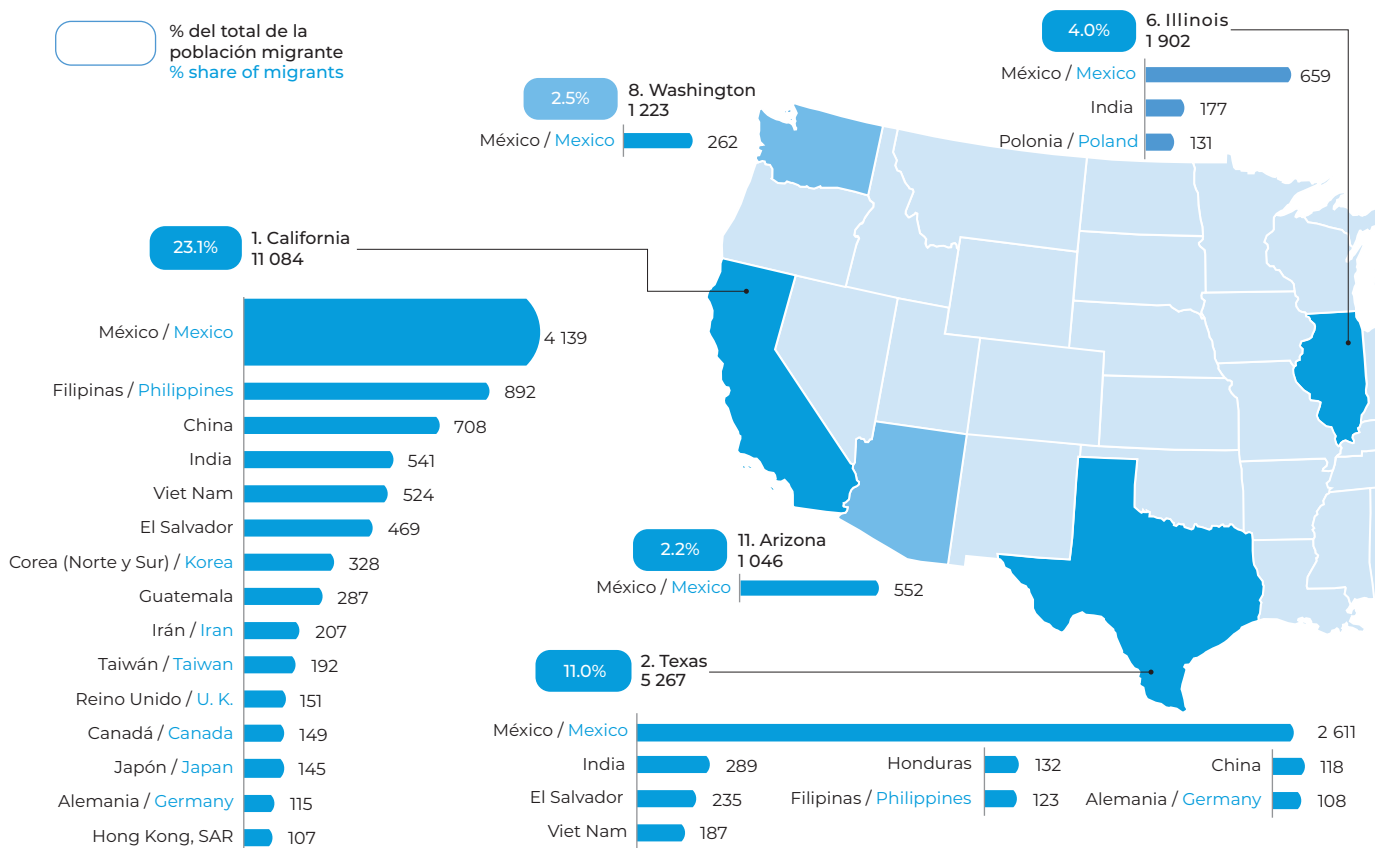 % del total de la
población migrante
% share of migrants
4.0%
6. Illinois
1 902
México / Mexico 659
India 177
Polonia / Poland 131
2.5%
8. Washington
1 223
México / Mexico 262
23.1%
1. California
11 084
México / Mexico 4 139
Filipinas / Philippines 892
China 708
India 541
Viet Nam 524
El Salvador 469
Corea (Norte y Sur) / Korea 328
Guatemala 287
Irán / Iran 207
Taiwán / Taiwan 192
Reino Unido / U. K. 151
Canadá / Canada 149
Japón / Japan 145
Alemania / Germany 115
Hong Kong, SAR 107
2.2%
11. Arizona
1 046
México / Mexico 552
11.0%
2. Texas
5 267
México / Mexico 2 611
India 289
El Salvador 235
Viet Nam 187
Honduras 132
Filipinas / Philippines 123
China 118
Alemania / Germany 108